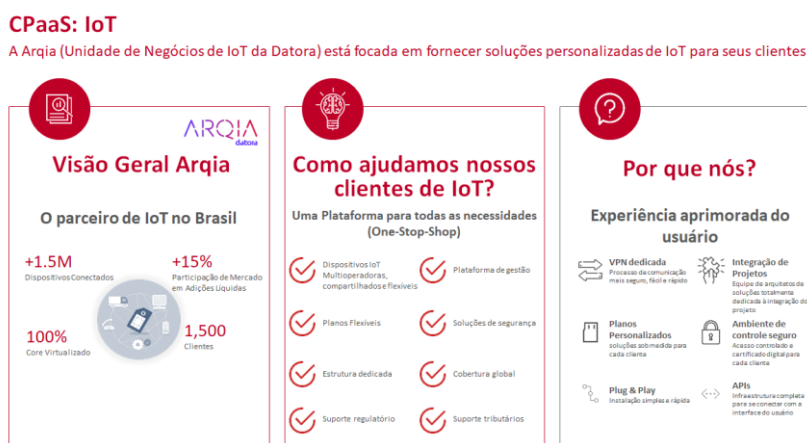 CPaaS: IoT
A Arqia (Unidade de Negócios de IoT da Datora) está focada em fornecer soluções personalizadas de IoT para seus clientes
ARQIA
datora
Visão Geral Arqia
O parceiro de IoT no Brasil
+1.5M
Dispositivos Conectados
+15%
Participação de Mercado
em Adições Líquidas
100%
Core Virtualizado
1,500
Clientes
Como ajudamos nossos
clientes de IoT?
Uma Plataforma para todas as necessidades
(One-Stop-Shop)
Dispositivos IoT
Multioperadoras,
compartilhados e flexíveis
Plataforma de gestão
Planos Flexíveis
Soluções de segurança
Estrutura dedicada
Cobertura global
Suporte regulatório
Suporte tributários
Por que nós?
Experiência aprimorada do
usuário
VPN dedicada
Processo de comunicação
mais seguro, fácil e rápido
Integração de
Projetos
Equipe de arquitetos de
soluções totalmente
dedicada à integração do
projeto
Planos
Personalizados
soluções sob medida para
cada cliente
Ambiente de
controle seguro
Acesso controlado e
certificado digital para
cada cliente
Plug & Play
Instalação simples e rápida
APIs
Infraestrutura completa
para se conectar com a
interface do usuário